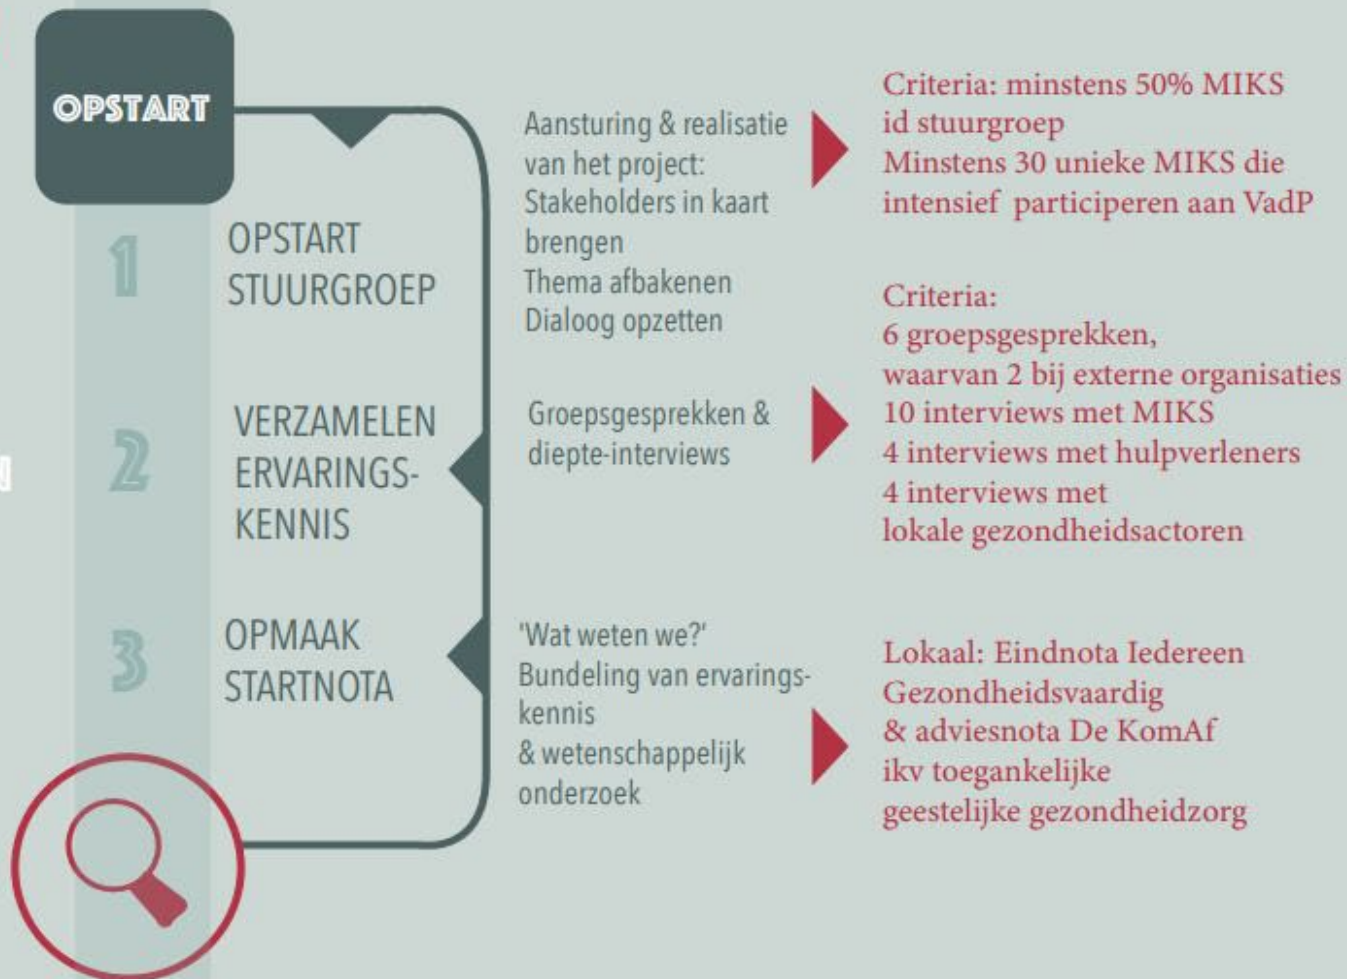 OPSTART
1
OPSTART
STUURGROEP
Aansturing & realisatie
van het project:
Stakeholders in kaart
brengen
Thema afbakenen
Dialoog opzetten
Criteria: minstens 50% MIKS
id stuurgroep
Minstens 30 unieke MIKS die
intensief participeren aan VadP
2
VERZAMELEN
ERVARINGS-
KENNIS
Groepsgesprekken &
diepte-interviews
Criteria:
6 groepsgesprekken,
waarvan 2 bij externe organisaties
10 interviews met MIKS
4 interviews met hulpverleners
4 interviews met
lokale gezondheidsactoren
3
OPMAAK
STARTNOTA
'Wat weten we?'
Bundeling van ervarings-
kennis
& wetenschappelijk
onderzoek
Lokaal: Eindnota Iedereen
Gezondheidsvaardig
& adviesnota De KomAf
ikv toegankelijke
geestelijke gezondheidzorg